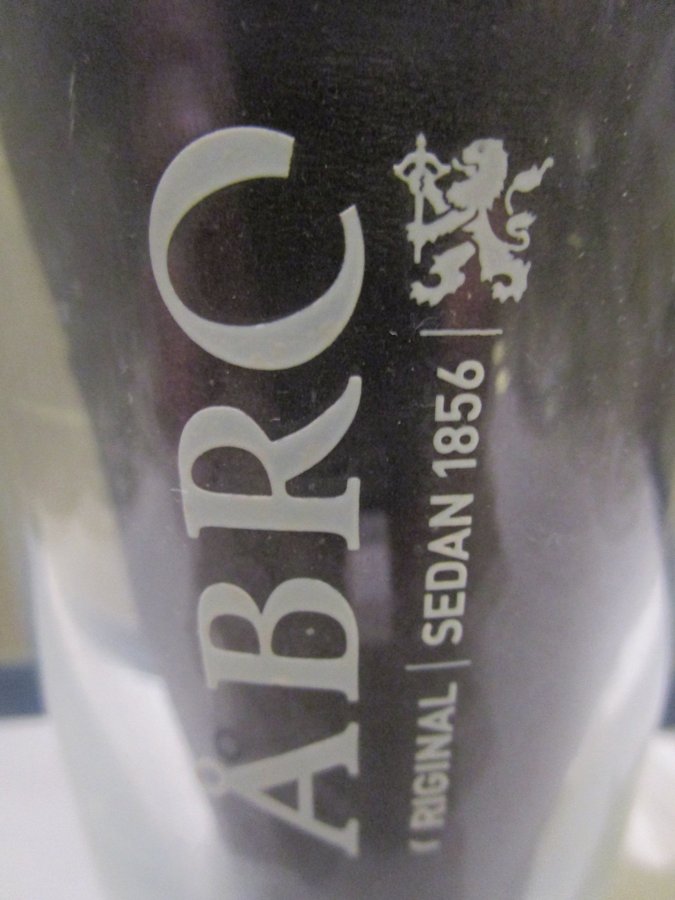 ÅBRO
RIGINAL | SEDAN 1856 |